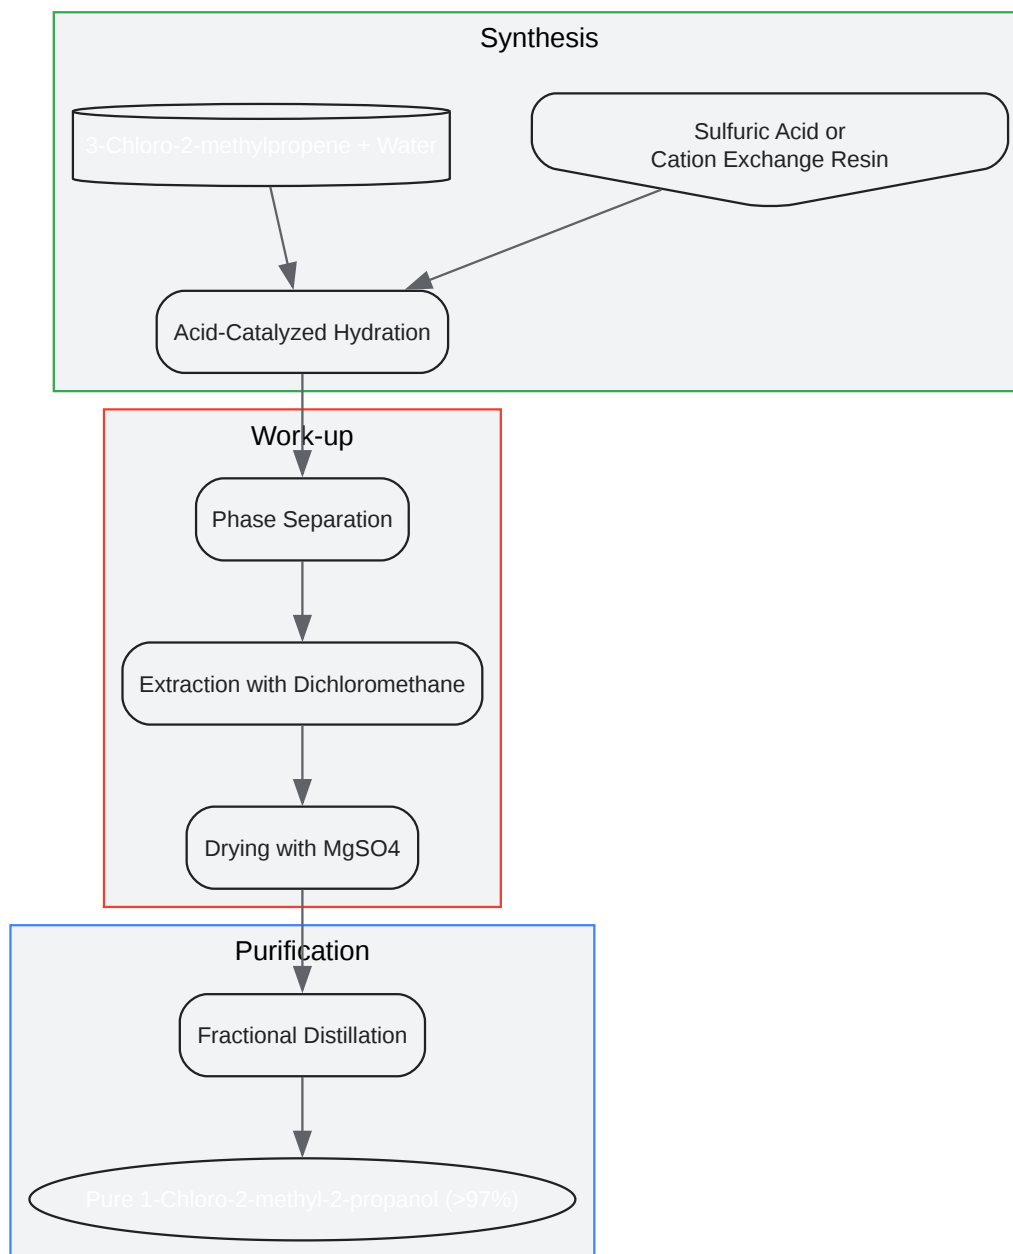 Synthesis
3-Chloro-2-methylpropene + Water
Sulfuric Acid or
Cation Exchange Resin
Acid-Catalyzed Hydration
Work-up
Phase Separation
Extraction with Dichloromethane
Drying with MgSO4
Purification
Fractional Distillation
Pure 1-Chloro-2-methyl-2-propanol (>97%)